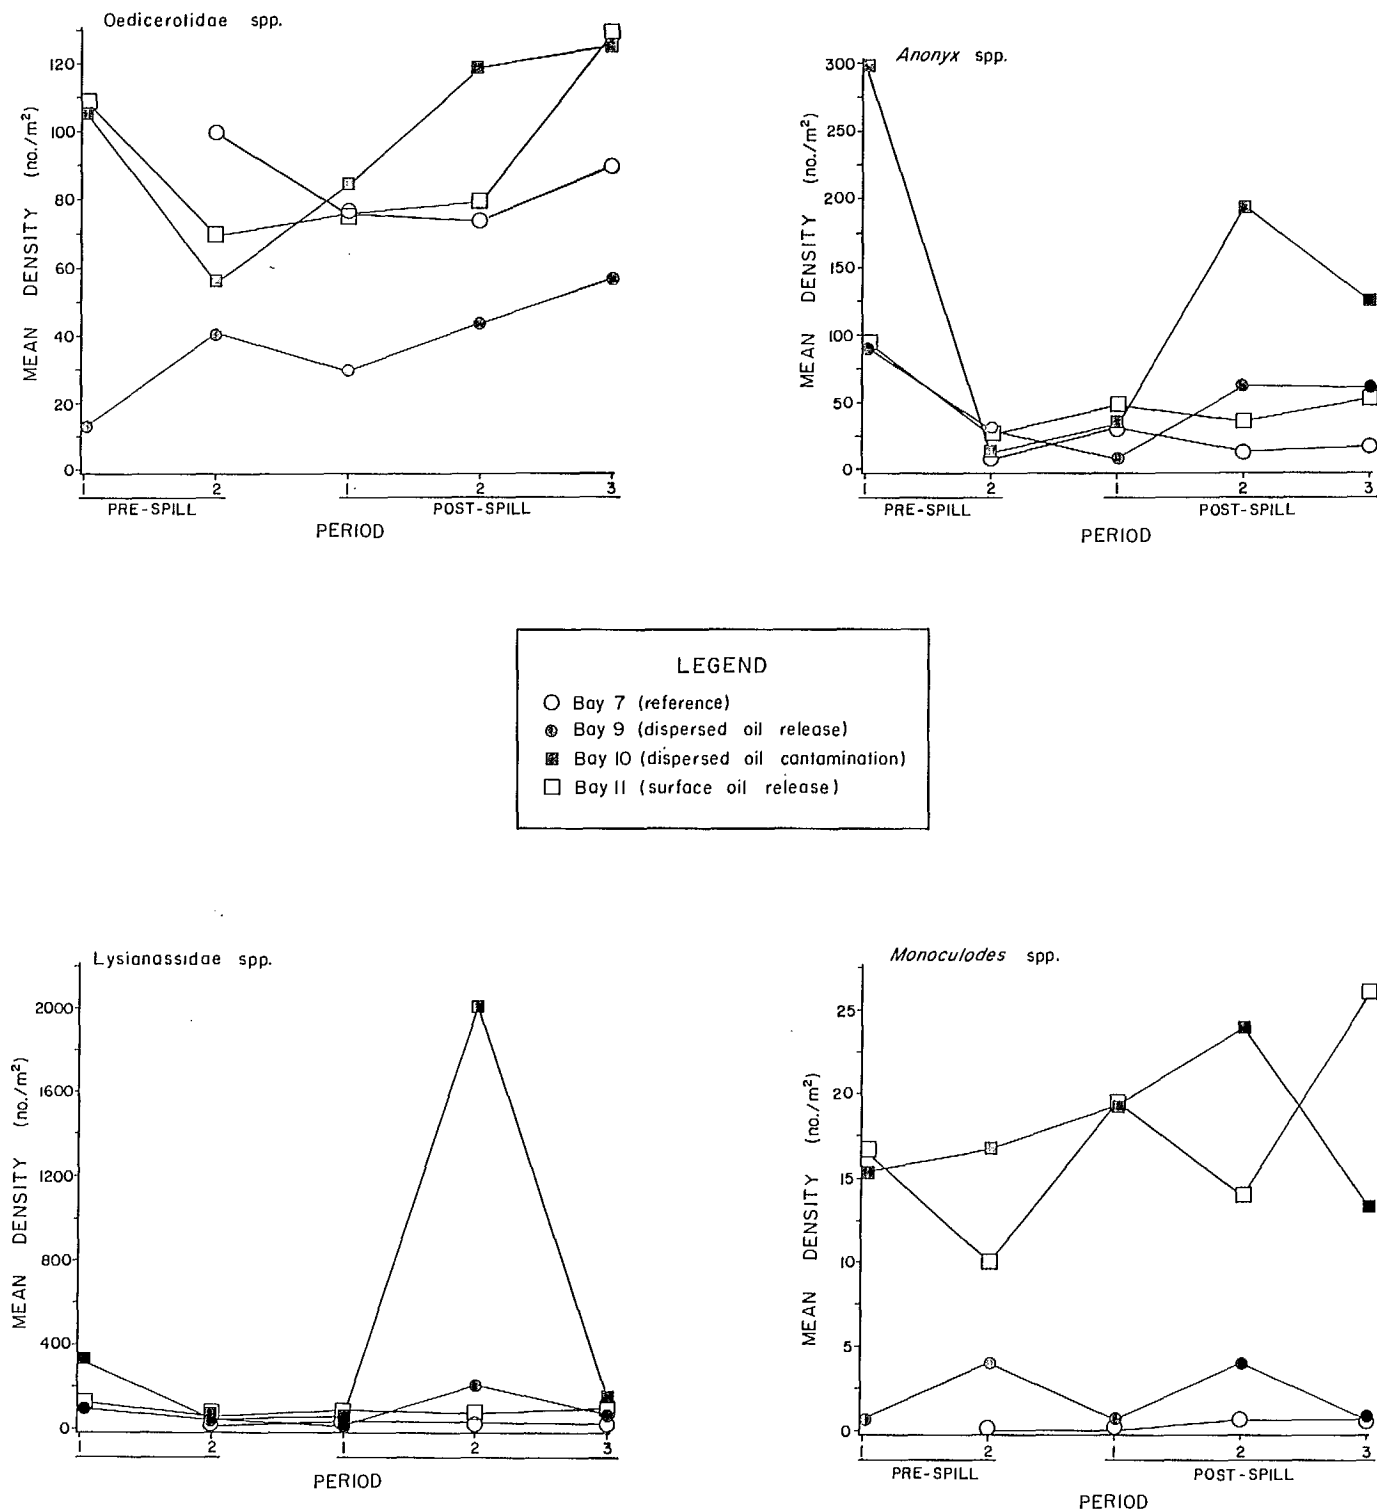 Oedicerotidae spp.
MEAN DENSITY (no./m²)
120
100
80
60
40
20
0
1 2 1 2 3
PRE-SPILL POST-SPILL
PERIOD
Anonyx spp.
MEAN DENSITY (no./m²)
300
250
200
150
100
50
0
1 2 1 2 3
PRE-SPILL POST-SPILL
PERIOD
LEGEND
Bay 7 (reference)
Bay 9 (dispersed oil release)
Bay 10 (dispersed oil cantamination)
Bay 11 (surface oil release)
Lysianassidae spp.
MEAN DENSITY (no./m²)
2000
1600
1200
800
400
0
1 2 1 2 3
PERIOD
Monoculodes spp.
MEAN DENSITY (no./m²)
25
20
15
10
5
0
1 2 1 2 3
PRE-SPILL POST-SPILL
PERIOD